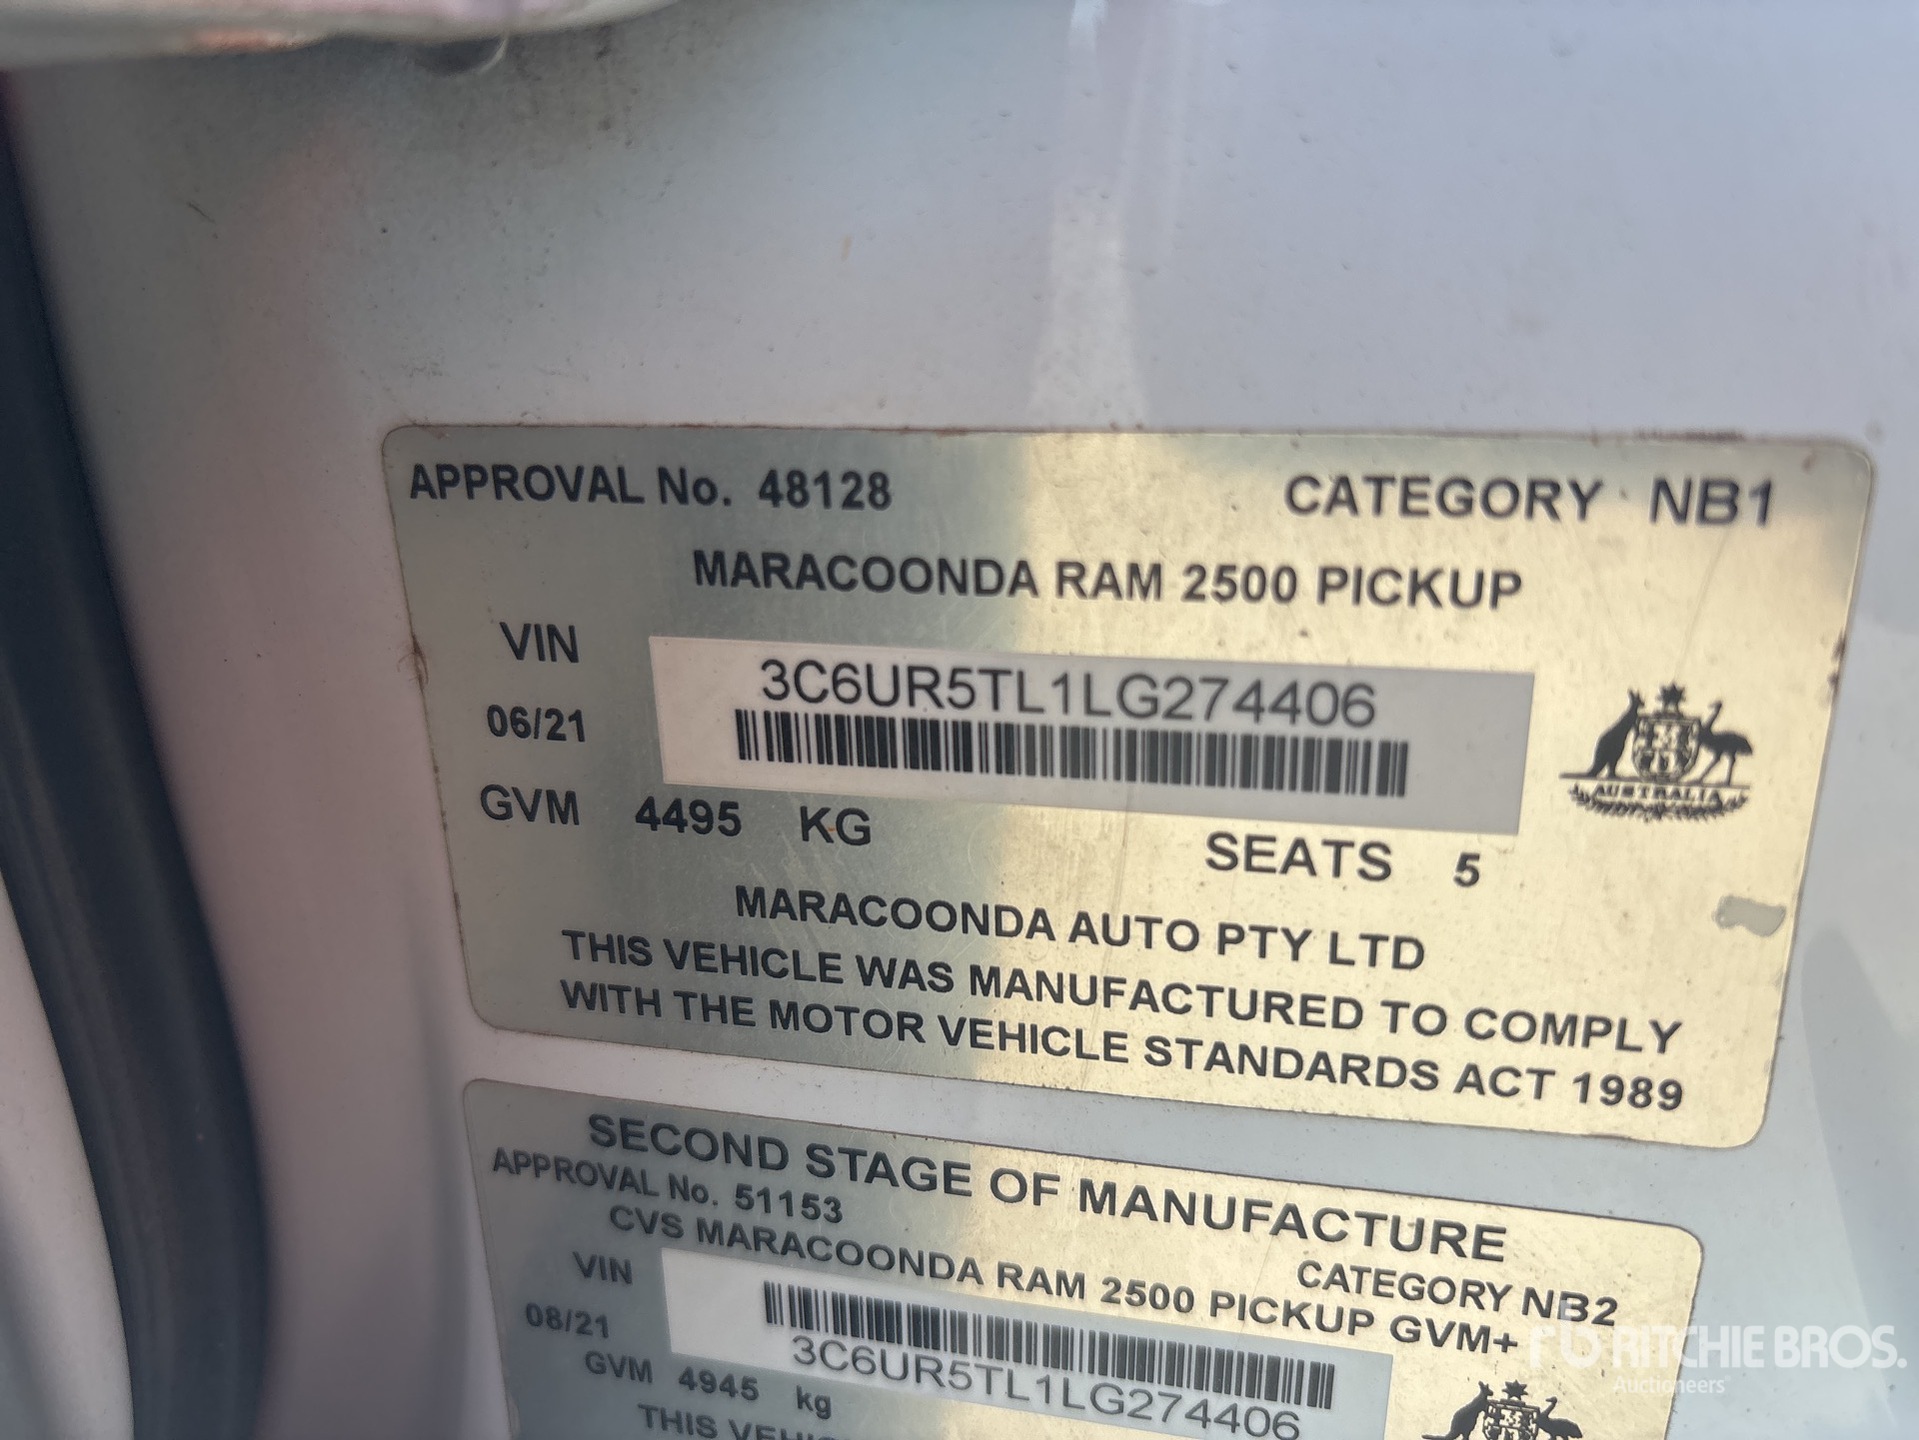 APPROVAL No. 48128 CATEGORY NB1
MARACOONDA RAM 2500 PICKUP
VIN 3C6UR5TL1LG274406
06/21
AUSTRALIA
GVM 4495 KG SEATS 5
MARACOONDA AUTO PTY LTD
THIS VEHICLE WAS MANUFACTURED TO COMPLY
WITH THE MOTOR VEHICLE STANDARDS ACT 1989
SECOND STAGE OF MANUFACTURE
APPROVAL No. 51153 CATEGORY NB2
CVS MARACOONDA RAM 2500 PICKUP GVM+
VIN 3C6UR5TL1LG274406
08/21
GVM 4945 kg
THIS
rb RITCHIE BROS.
Auctioneers